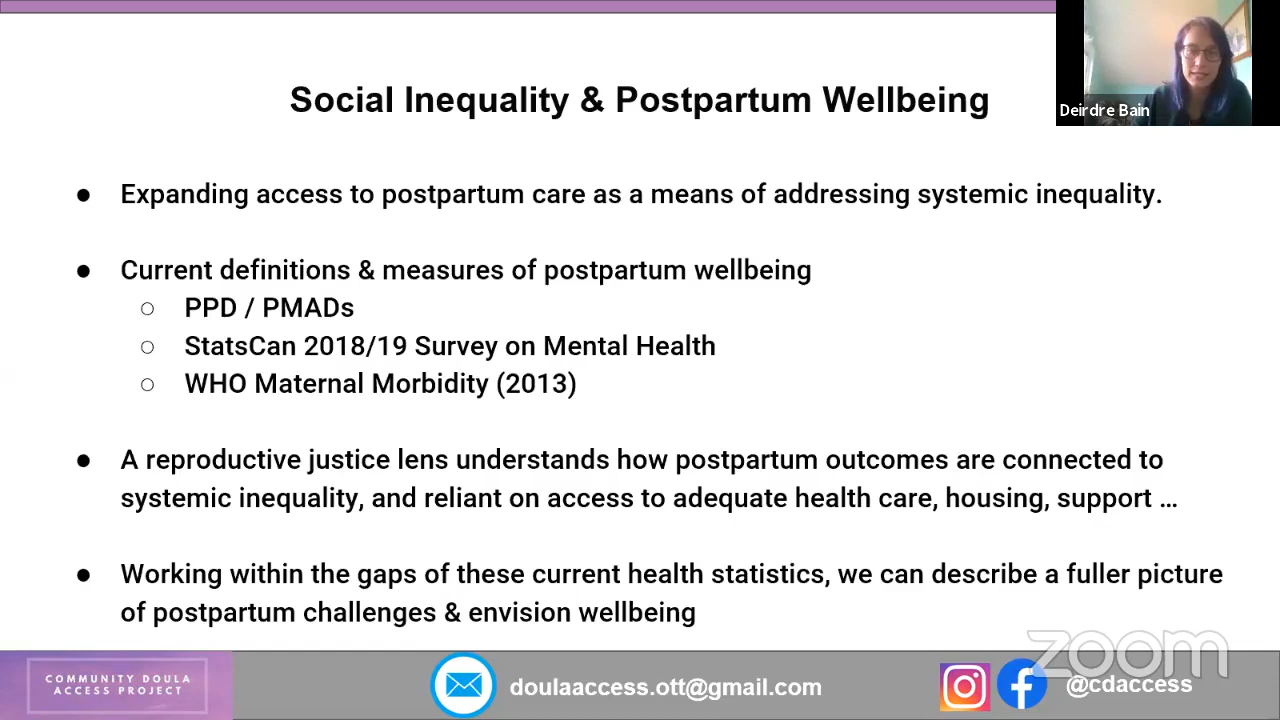 Social Inequality & Postpartum Wellbeing
Deirdre Bain
● Expanding access to postpartum care as a means of addressing systemic inequality.
● Current definitions & measures of postpartum wellbeing
○ PPD / PMADs
○ StatsCan 2018/19 Survey on Mental Health
○ WHO Maternal Morbidity (2013)
● A reproductive justice lens understands how postpartum outcomes are connected to
systemic inequality, and reliant on access to adequate health care, housing, support ...
● Working within the gaps of these current health statistics, we can describe a fuller picture
of postpartum challenges & envision wellbeing
zoom
COMMUNITY DOULA
ACCESS PROJECT
doulaaccess.ott@gmail.com
@cdaccess